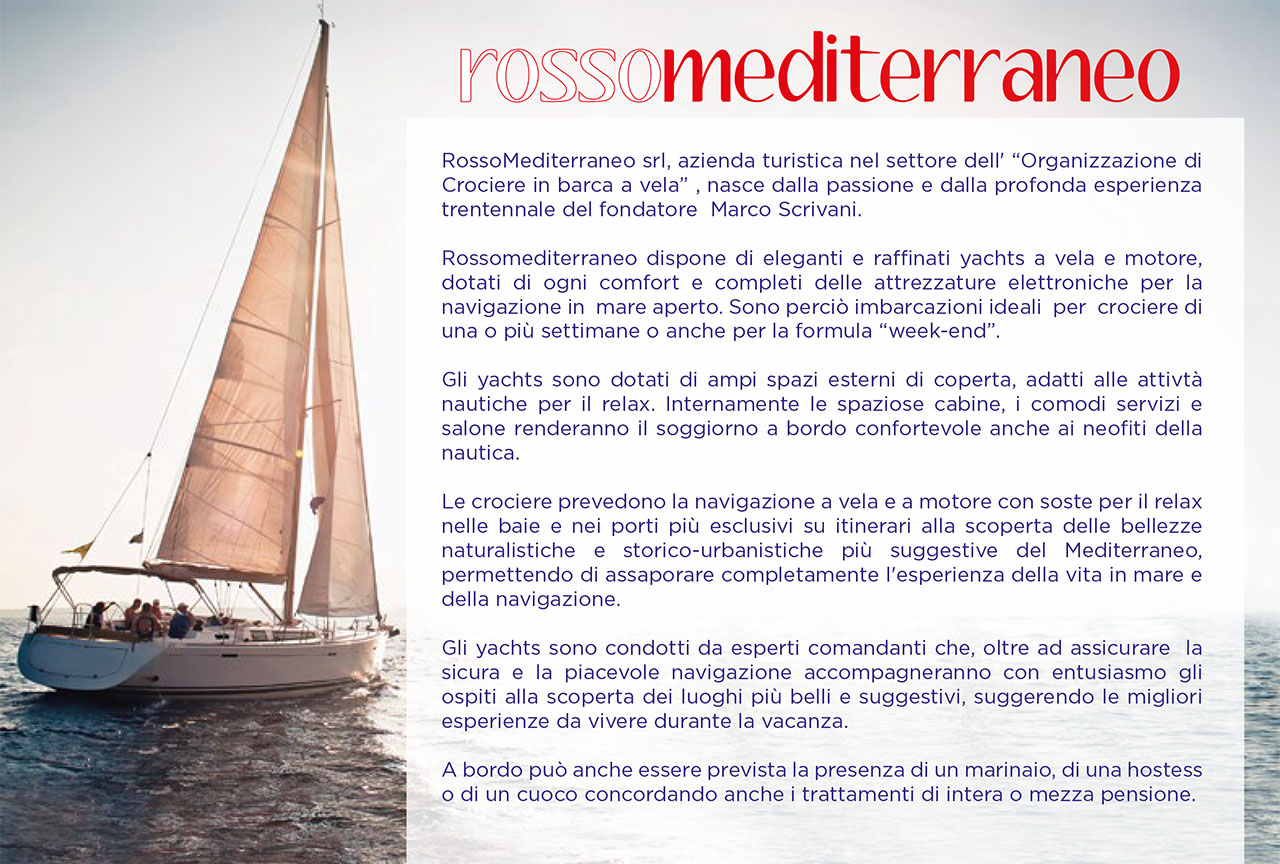 rossomediterraneo
RossoMediterraneo srl, azienda turistica nel settore dell' “Organizzazione di
Crociere in barca a vela” , nasce dalla passione e dalla profonda esperienza
trentennale del fondatore  Marco Scrivani.
Rossomediterraneo dispone di eleganti e raffinati yachts a vela e motore,
dotati di ogni comfort e completi delle attrezzature elettroniche per la
navigazione in  mare aperto. Sono perciò imbarcazioni ideali  per  crociere di
una o più settimane o anche per la formula “week-end”.
Gli yachts sono dotati di ampi spazi esterni di coperta, adatti alle attivtà
nautiche per il relax. Internamente le spaziose cabine, i comodi servizi e
salone renderanno il soggiorno a bordo confortevole anche ai neofiti della
nautica.
Le crociere prevedono la navigazione a vela e a motore con soste per il relax
nelle baie e nei porti più esclusivi su itinerari alla scoperta delle bellezze
naturalistiche e storico-urbanistiche più suggestive del Mediterraneo,
permettendo di assaporare completamente l'esperienza della vita in mare e
della navigazione.
Gli yachts sono condotti da esperti comandanti che, oltre ad assicurare  la
sicura e la piacevole navigazione accompagneranno con entusiasmo gli
ospiti alla scoperta dei luoghi più belli e suggestivi, suggerendo le migliori
esperienze da vivere durante la vacanza.
A bordo può anche essere prevista la presenza di un marinaio, di una hostess
o di un cuoco concordando anche i trattamenti di intera o mezza pensione.